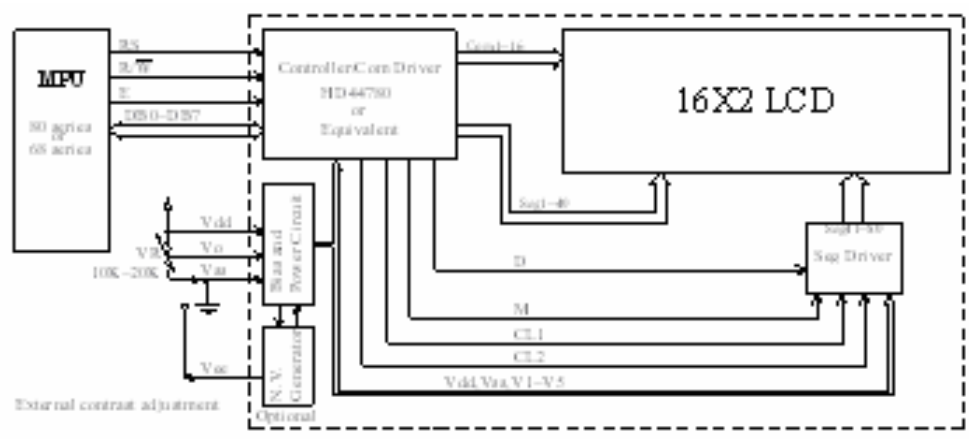 MPU
80 series
or
68 series
RS
R/W
E
DB0~DB7
Controller/Com Driver
HD44780
or
Equivalent
Com1~16
16X2 LCD
Seg1~40
Seg41~80
Seg Driver
D
M
CL1
CL2
Vdd,Vss,V1~V5
Vdd
Vo
Vss
VR
10K~20K
Bias and
Power Circuit
N.V.
Generator
Optional
Vee
External contrast adjustment